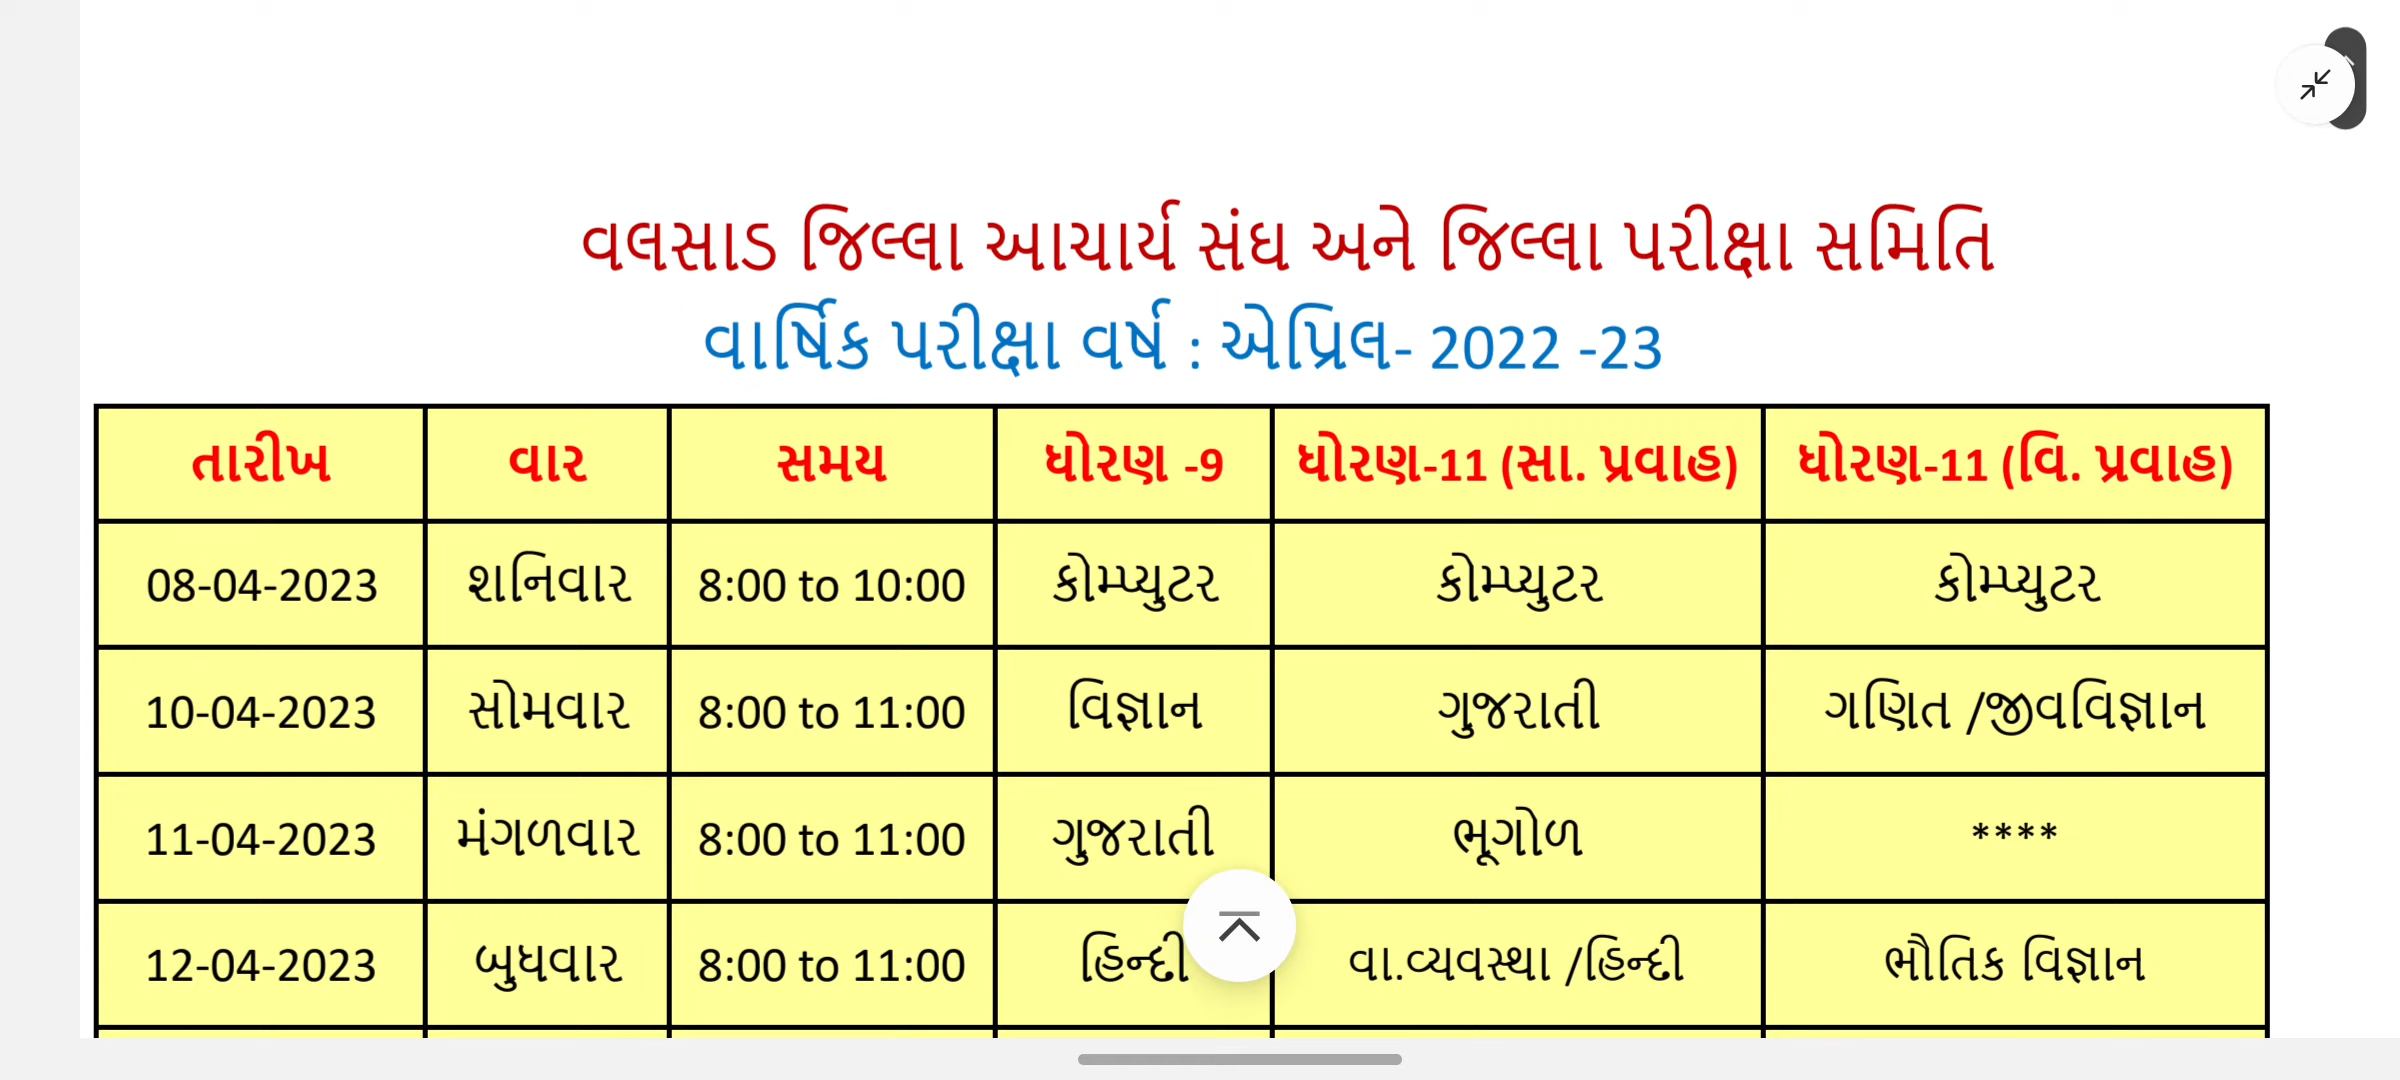 વલસાડ જિલ્લા આચાર્ય સંઘ અને જિલ્લા પરીક્ષા સમિતિ
વાર્ષિક પરીક્ષા વર્ષ : એપ્રિલ- 2022 -23
તારીખ વાર સમય ધોરણ -9 ધોરણ-11 (સા. પ્રવાહ) ધોરણ-11 (વિ. પ્રવાહ)
08-04-2023 શનિવાર 8:00 to 10:00 કોમ્પ્યુટર કોમ્પ્યુટર કોમ્પ્યુટર
10-04-2023 સોમવાર 8:00 to 11:00 વિજ્ઞાન ગુજરાતી ગણિત /જીવવિજ્ઞાન
11-04-2023 મંગળવાર 8:00 to 11:00 ગુજરાતી ભૂગોળ ****
12-04-2023 બુધવાર 8:00 to 11:00 હિન્દી વા.વ્યવસ્થા /હિન્દી ભૌતિક વિજ્ઞાન